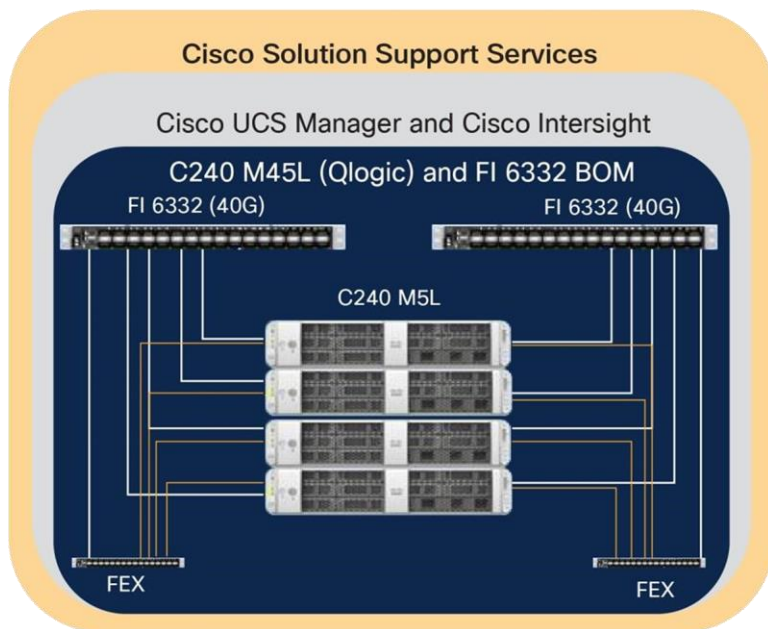 Cisco Solution Support Services
Cisco UCS Manager and Cisco Intersight
C240 M45L (Qlogic) and FI 6332 BOM
FI 6332 (40G)
FI 6332 (40G)
C240 M5L
FEX
FEX